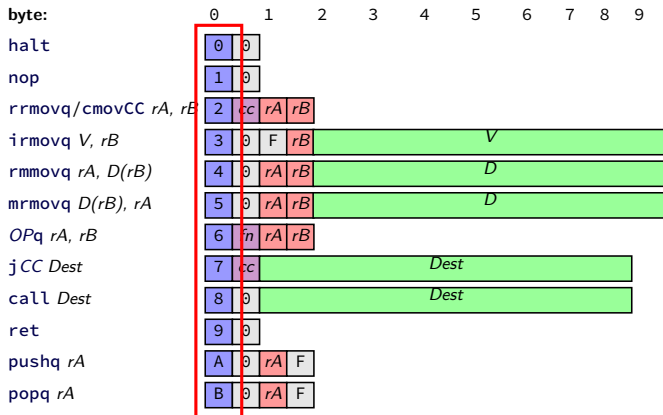 byte: 0 1 2 3 4 5 6 7 8 9
halt 0 0
nop 1 0
rrmovq/cmovCC rA, rB 2 cc rA rB
irmovq V, rB 3 0 F rB V
rmmovq rA, D(rB) 4 0 rA rB D
mrmovq D(rB), rA 5 0 rA rB D
OPq rA, rB 6 fn rA rB
jCC Dest 7 cc Dest
call Dest 8 0 Dest
ret 9 0
pushq rA A 0 rA F
popq rA B 0 rA F